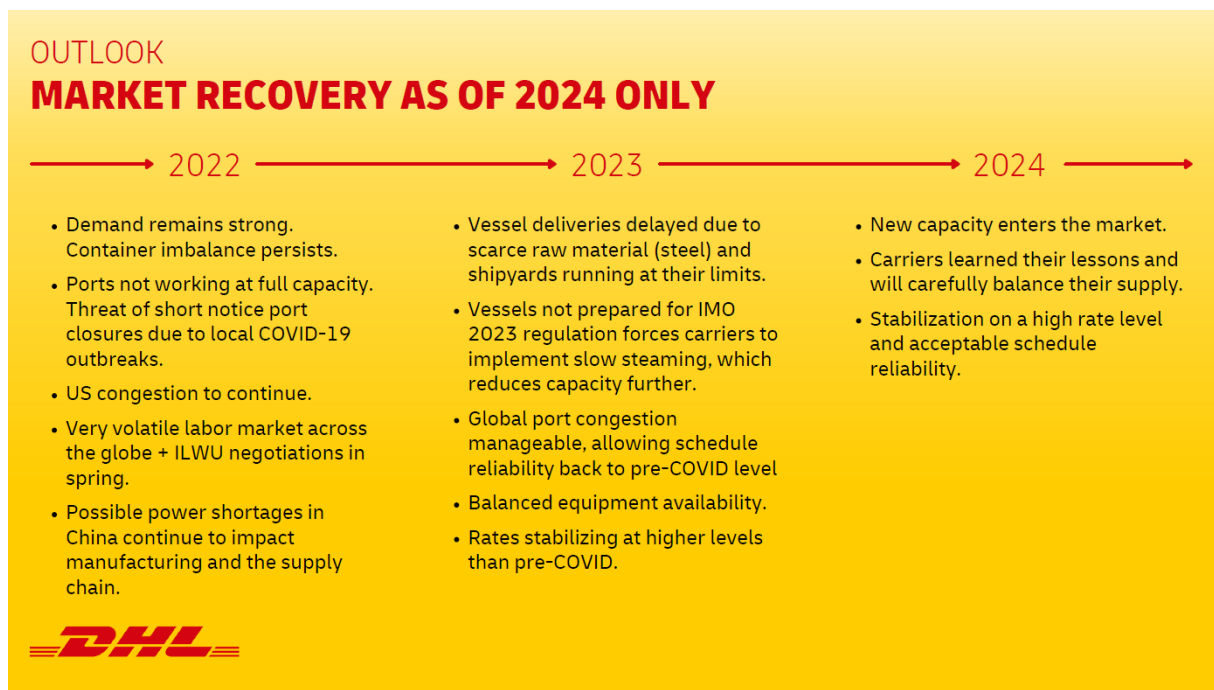 OUTLOOK
MARKET RECOVERY AS OF 2024 ONLY
2022
2023
2024
• Demand remains strong.
Container imbalance persists.
• Ports not working at full capacity.
Threat of short notice port
closures due to local COVID-19
outbreaks.
• US congestion to continue.
• Very volatile labor market across
the globe + ILWU negotiations in
spring.
• Possible power shortages in
China continue to impact
manufacturing and the supply
chain.
• Vessel deliveries delayed due to
scarce raw material (steel) and
shipyards running at their limits.
• Vessels not prepared for IMO
2023 regulation forces carriers to
implement slow steaming, which
reduces capacity further.
• Global port congestion
manageable, allowing schedule
reliability back to pre-COVID level
• Balanced equipment availability.
• Rates stabilizing at higher levels
than pre-COVID.
• New capacity enters the market.
• Carriers learned their lessons and
will carefully balance their supply.
• Stabilization on a high rate level
and acceptable schedule
reliability.
DHL